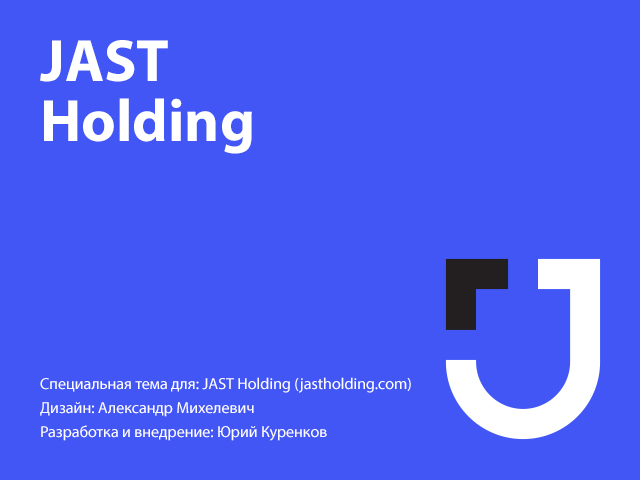 JAST
Holding
Специальная тема для: JAST Holding (jastholding.com)
Дизайн: Александр Михелевич
Разработка и внедрение: Юрий Куренков